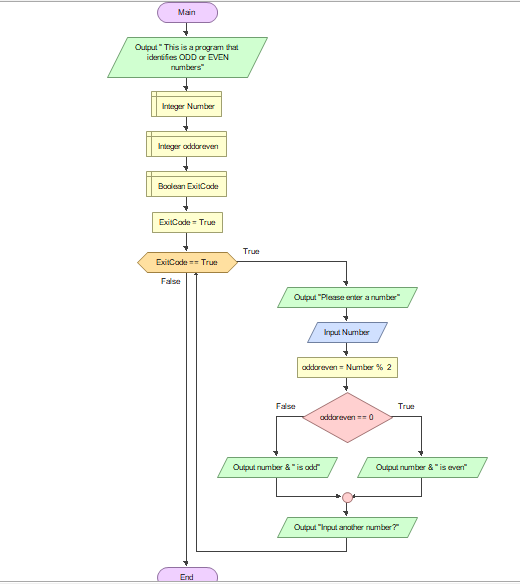 Main
Output " This is a program that
identifies ODD or EVEN
numbers"
Integer Number
Integer oddoreven
Boolean ExitCode
ExitCode = True
ExitCode == True
True
False
Output "Please enter a number"
Input Number
oddoreven = Number % 2
False
oddoreven == 0
True
Output number & " is odd"
Output number & " is even"
Output "Input another number?"
End